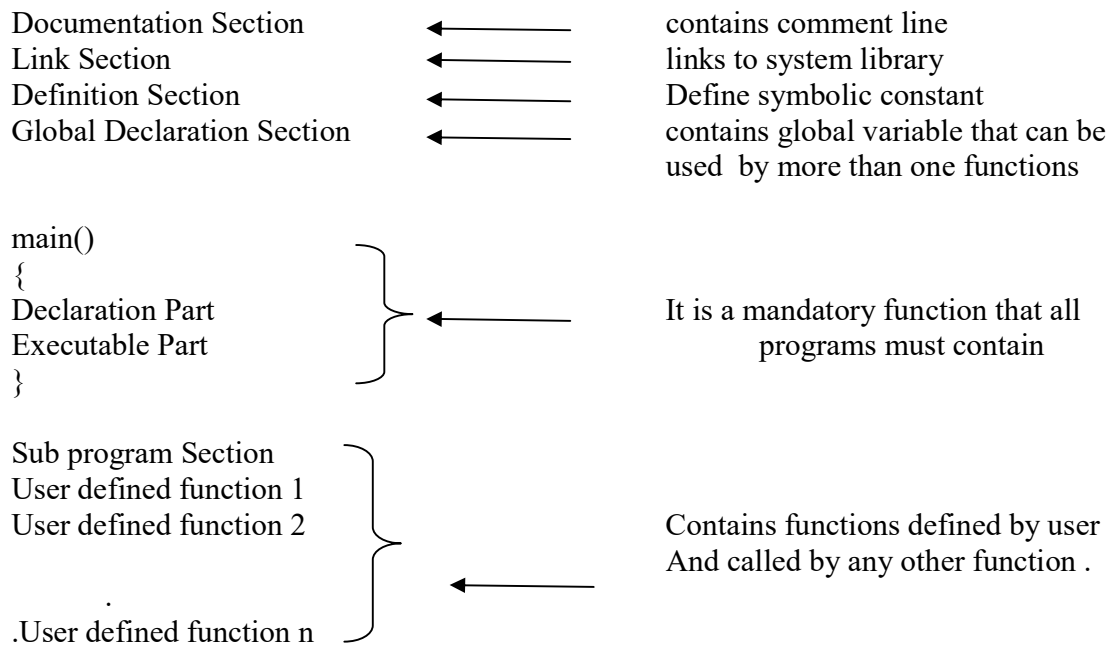 Documentation Section contains comment line
Link Section links to system library
Definition Section Define symbolic constant
Global Declaration Section contains global variable that can be
used by more than one functions
main()
{
Declaration Part It is a mandatory function that all
Executable Part programs must contain
}
Sub program Section
User defined function 1
User defined function 2 Contains functions defined by user
And called by any other function .
.
.User defined function n